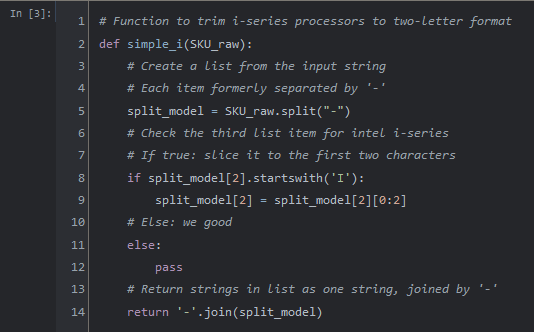 In [3]:
1 # Function to trim i-series processors to two-letter format
2 def simple_i(SKU_raw):
3     # Create a list from the input string
4     # Each item formerly separated by '-'
5     split_model = SKU_raw.split("-")
6     # Check the third list item for intel i-series
7     # If true: slice it to the first two characters
8     if split_model[2].startswith('I'):
9         split_model[2] = split_model[2][0:2]
10     # Else: we good
11     else:
12         pass
13     # Return strings in list as one string, joined by '-'
14     return '-'.join(split_model)